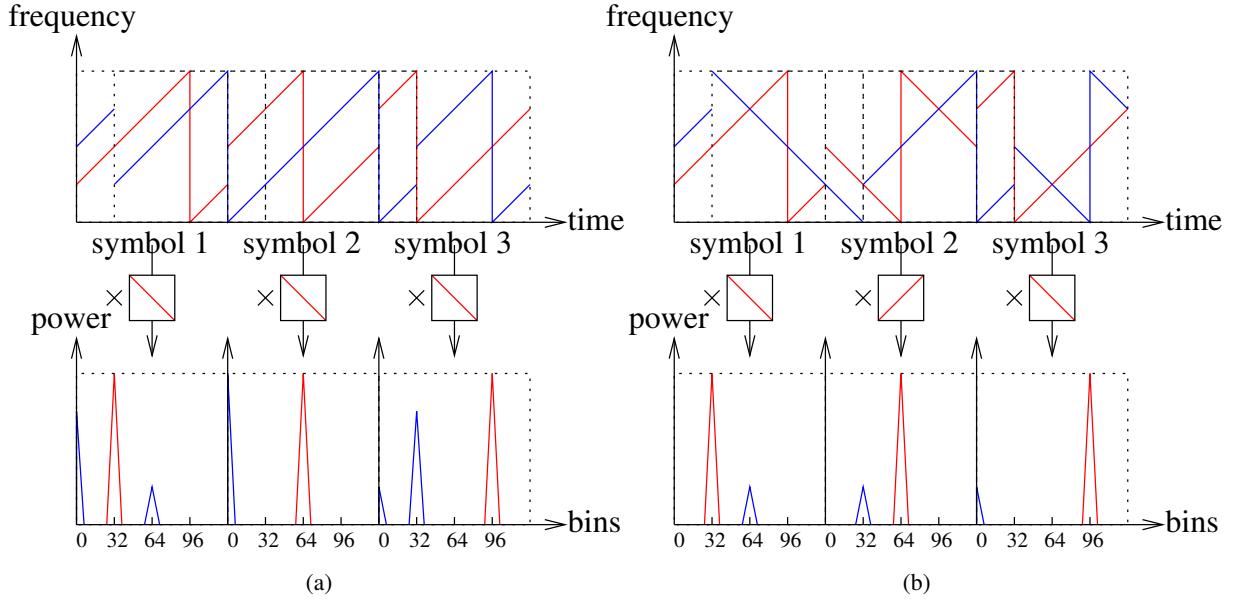 frequency
frequency
time
time
symbol 1 symbol 2 symbol 3
symbol 1 symbol 2 symbol 3
× × ×
× × ×
power
power
bins
bins
0 32 64 96 0 32 64 96 0 32 64 96
0 32 64 96 0 32 64 96 0 32 64 96
(a)
(b)